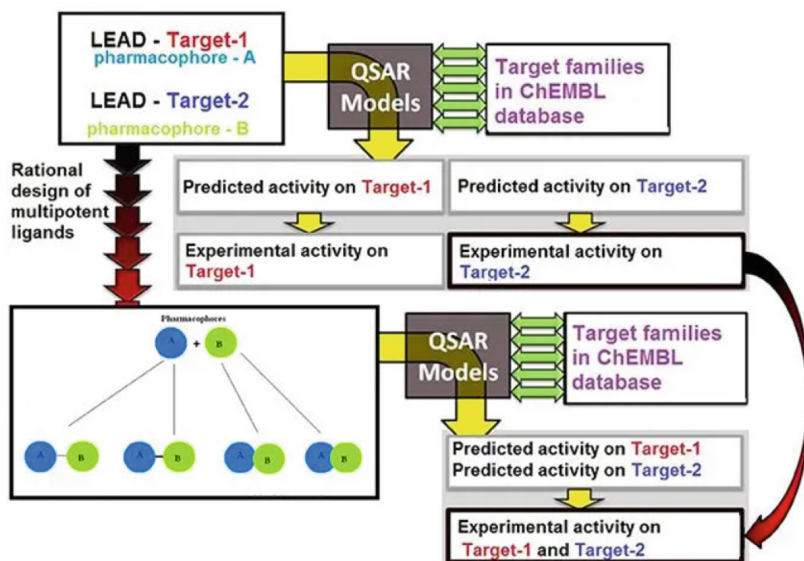 LEAD - Target-1
pharmacophore - A
LEAD - Target-2
pharmacophore - B
QSAR
Models
Target families
in ChEMBL
database
Rational
design of
multipotent
ligands
Predicted activity on Target-1
Predicted activity on Target-2
Experimental activity on
Target-1
Experimental activity on
Target-2
Pharmacophores
A + B
A B
A B
A B
A B
QSAR
Models
Target families
in ChEMBL
database
Predicted activity on Target-1
Predicted activity on Target-2
Experimental activity on
Target-1 and Target-2